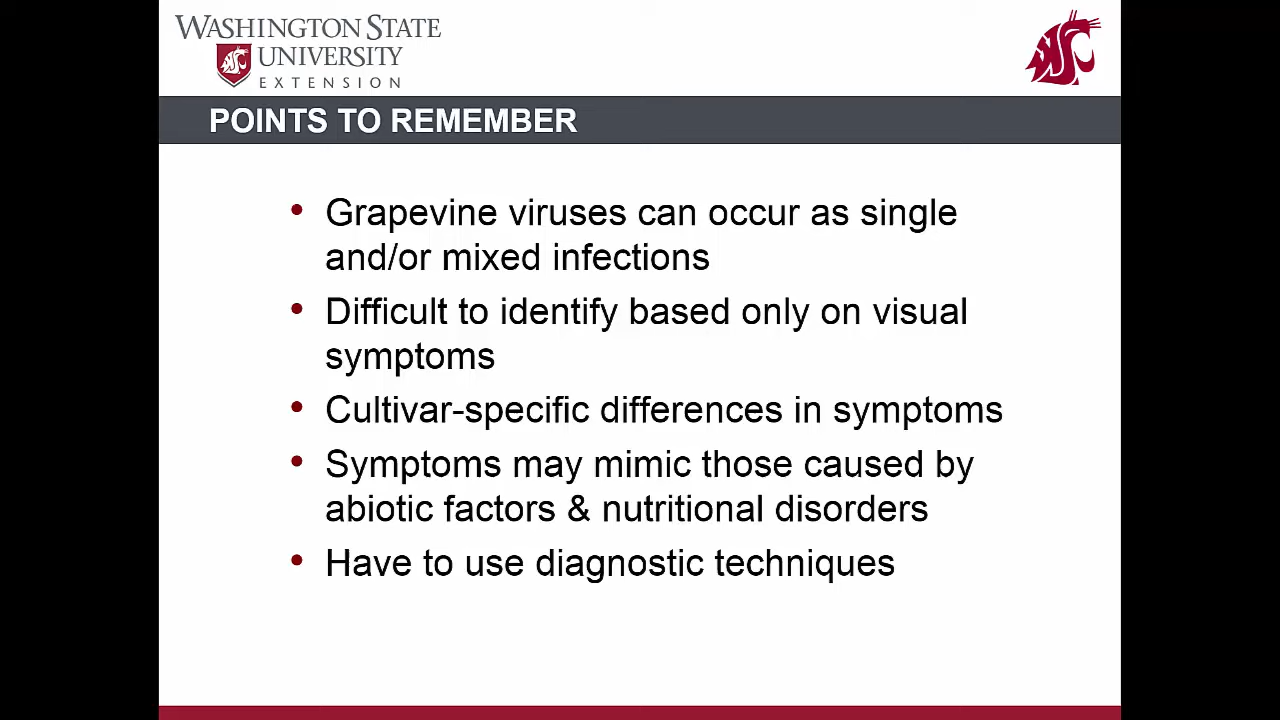 WASHINGTON STATE
UNIVERSITY
EXTENSION
POINTS TO REMEMBER
• Grapevine viruses can occur as single
and/or mixed infections
• Difficult to identify based only on visual
symptoms
• Cultivar-specific differences in symptoms
• Symptoms may mimic those caused by
abiotic factors & nutritional disorders
• Have to use diagnostic techniques